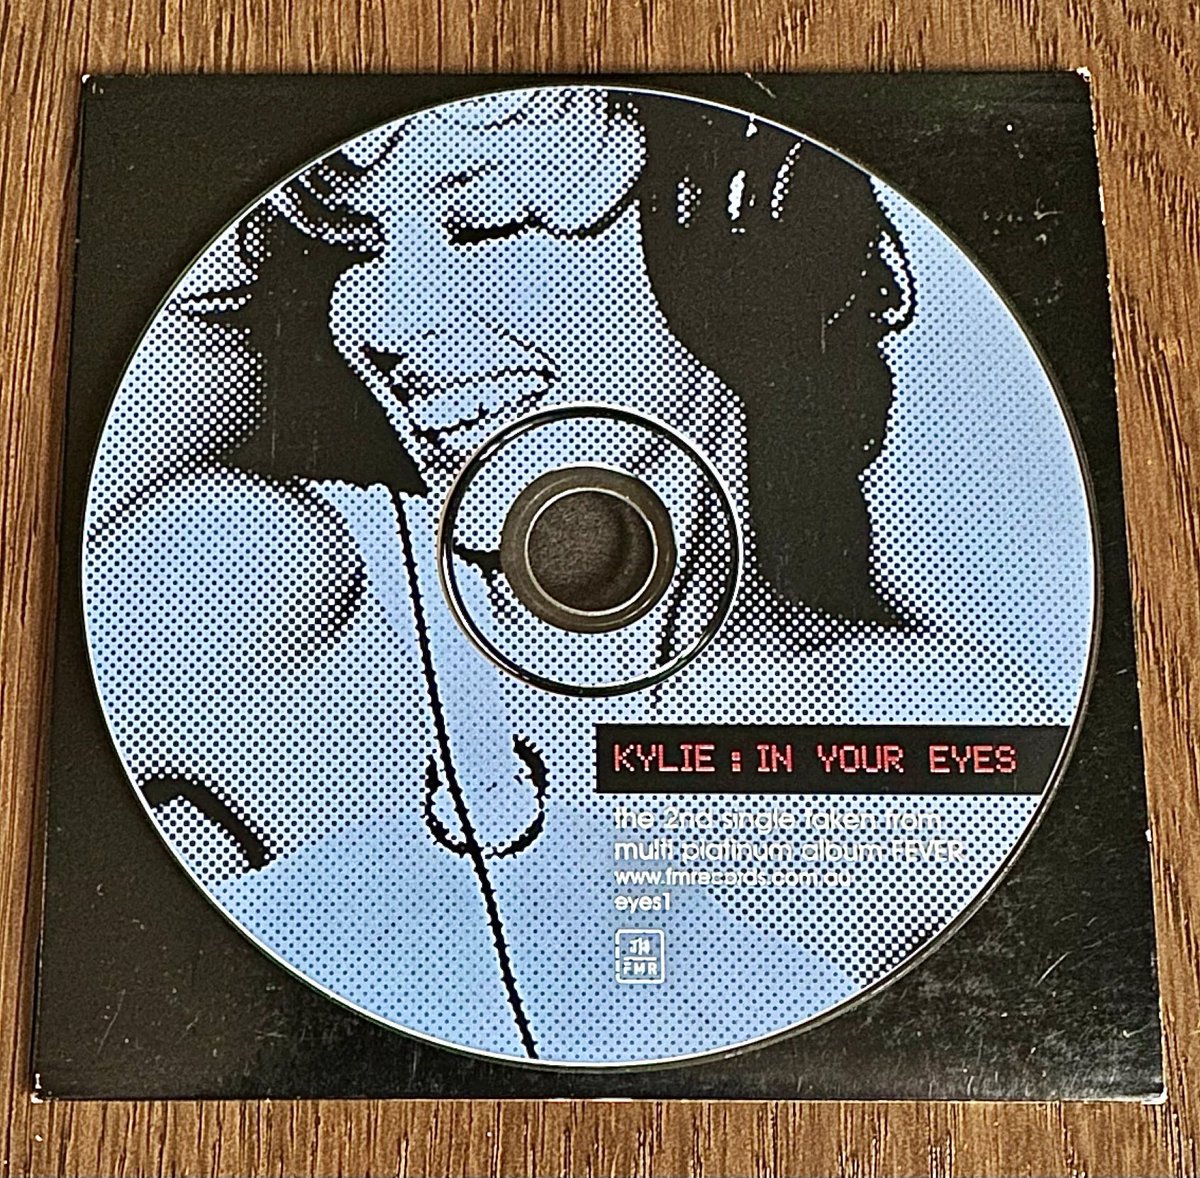 KYLIE : IN YOUR EYES
the 2nd single taken from
multi platinum album FEVER.
www.fmrecords.com.au
eyes1
FMR